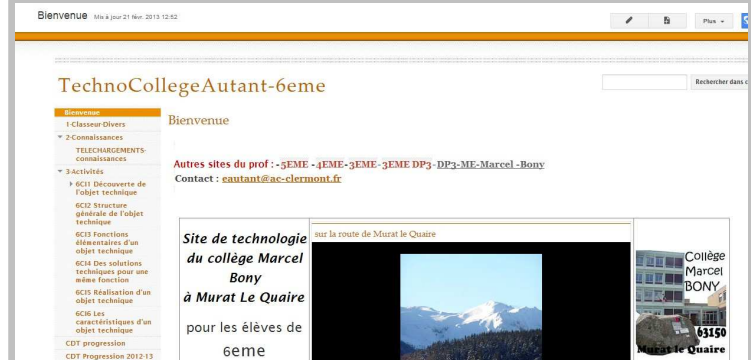 Bienvenue Mis à jour 21 févr. 2013 12:52
Plus
TechnoCollegeAutant-6eme
Rechercher dans c
Bienvenue
1-Classeur-Divers
2-Connaissances
TELECHARGEMENTS-
connaissances
3-Activités
6CI1 Découverte de
l'objet technique
6CI2 Structure
générale de l'objet
technique
6CI3 Fonctions
élémentaires d'un
objet technique
6CI4 Des solutions
techniques pour une
même fonction
6CI5 Réalisation d'un
objet technique
6CI6 Les
caractéristiques d'un
objet technique
CDT progression
CDT Progression 2012-13
Bienvenue
Autres sites du prof : -5EME -4EME-3EME-3EME DP3-DP3-ME-Marcel -Bony
Contact : eautant@ac-clermont.fr
Site de technologie
du collège Marcel
Bony
à Murat Le Quaire
pour les élèves de
6eme
sur la route de Murat le Quaire
Collège
Marcel
BONY
63150
Murat le Quaire